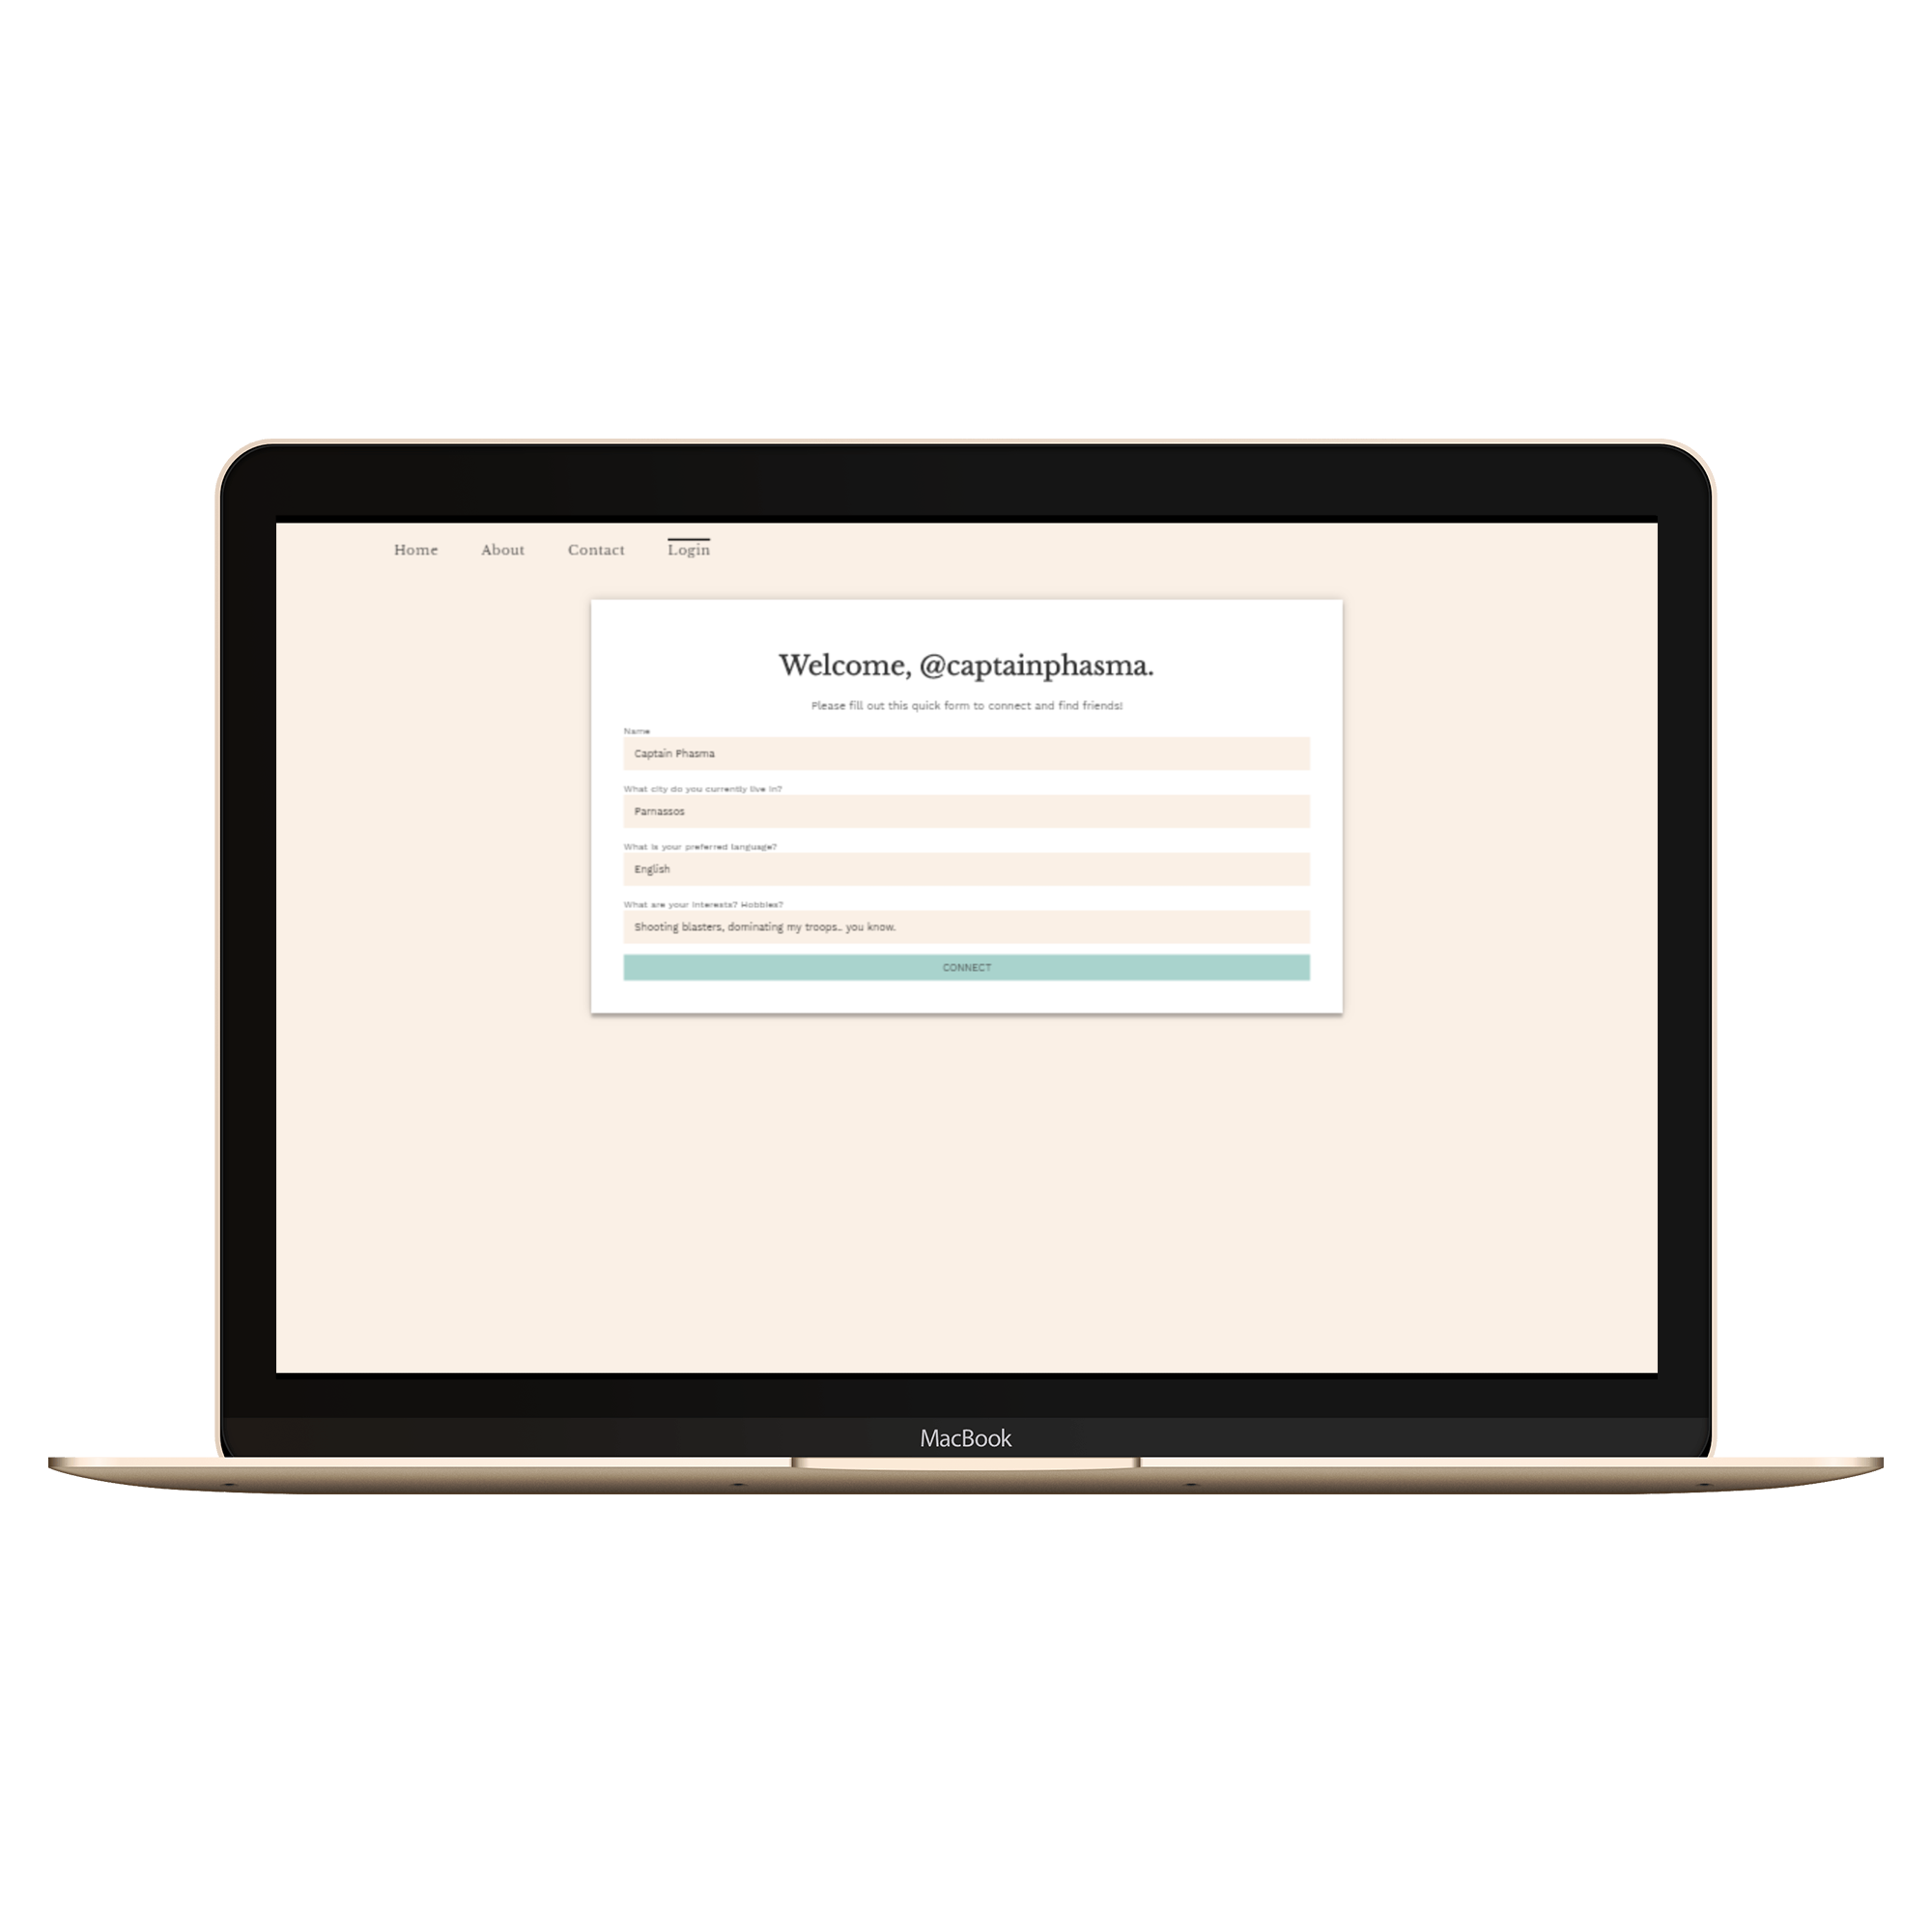 Home About Contact Login
Welcome, @captainphasma.
Please fill out this quick form to connect and find friends!
Name
Captain Phasma
What city do you currently live in?
Parnassos
What is your preferred language?
English
What are your interests? Hobbies?
Shooting blasters, dominating my troops.. you know.
CONNECT
MacBook